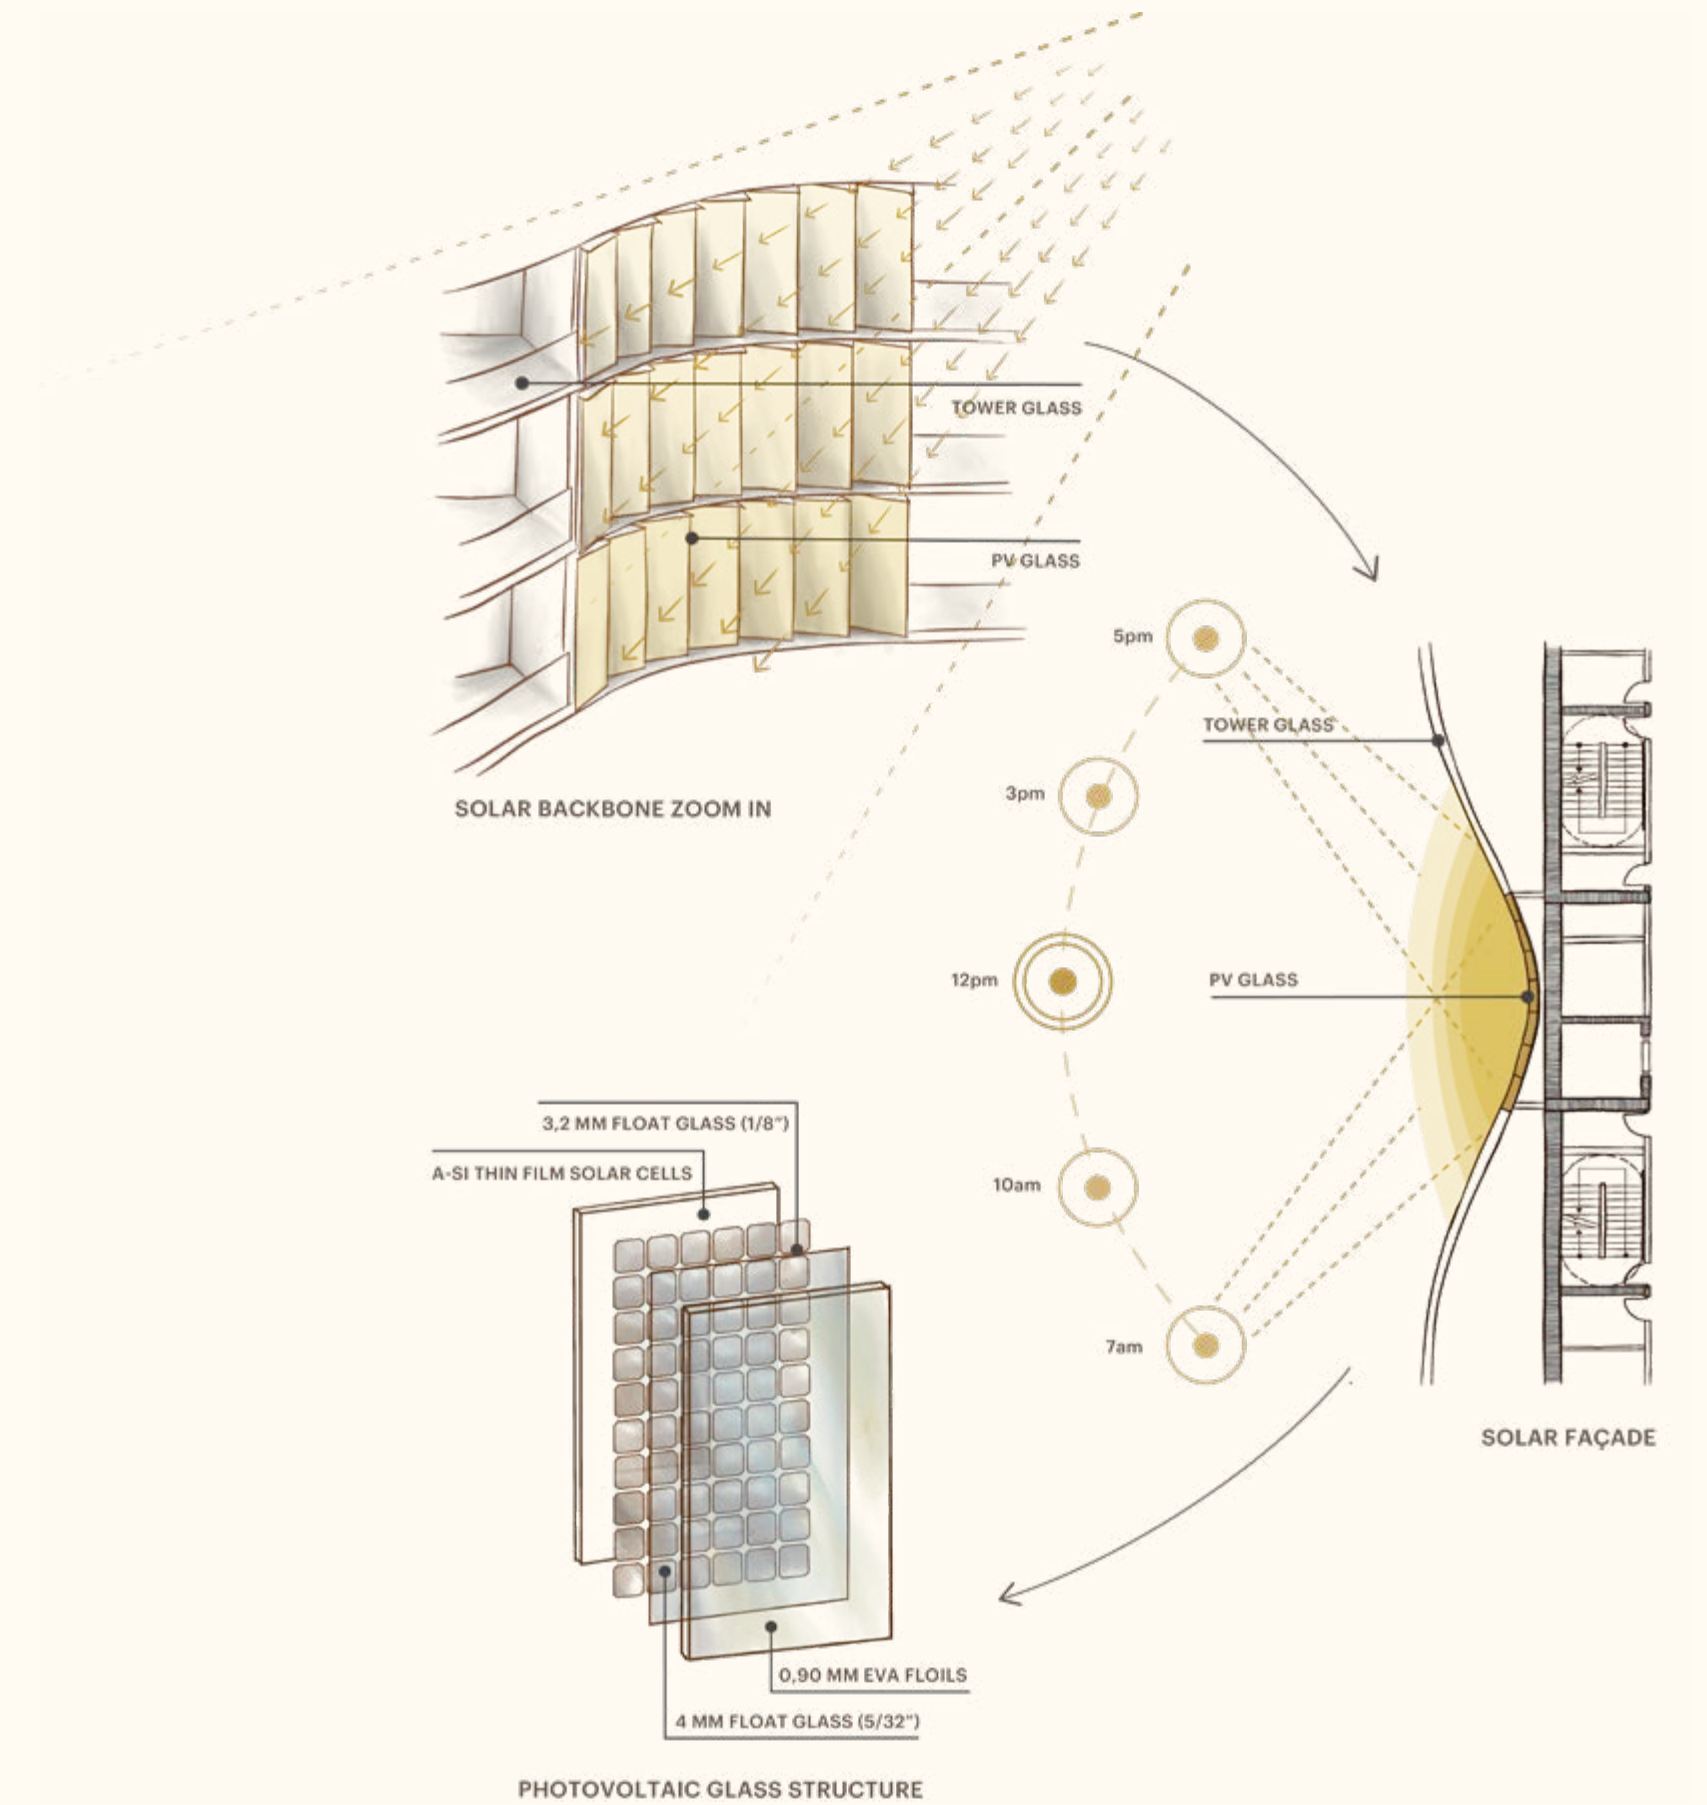 TOWER GLASS
PV GLASS
SOLAR BACKBONE ZOOM IN
5pm
TOWER GLASS
3pm
12pm
PV GLASS
10am
7am
SOLAR FAÇADE
3,2 MM FLOAT GLASS (1/8")
A-SI THIN FILM SOLAR CELLS
0,90 MM EVA FLOILS
4 MM FLOAT GLASS (5/32")
PHOTOVOLTAIC GLASS STRUCTURE